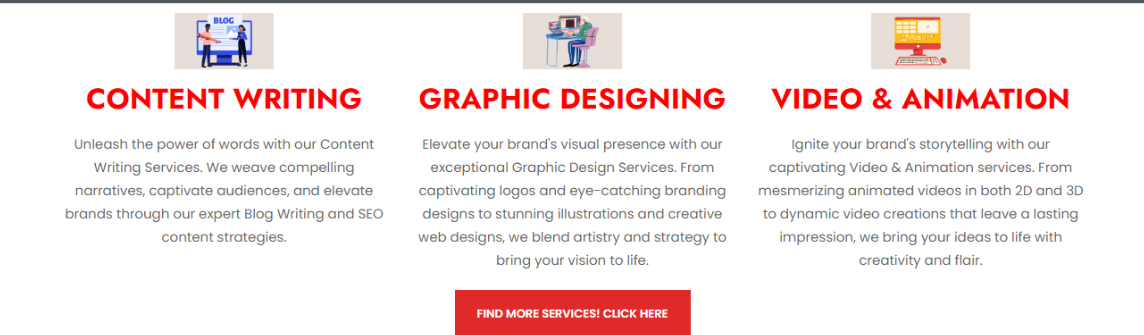 BLOG
CONTENT WRITING
Unleash the power of words with our Content
Writing Services. We weave compelling
narratives, captivate audiences, and elevate
brands through our expert Blog Writing and SEO
content strategies.
GRAPHIC DESIGNING
Elevate your brand's visual presence with our
exceptional Graphic Design Services. From
captivating logos and eye-catching branding
designs to stunning illustrations and creative
web designs, we blend artistry and strategy to
bring your vision to life.
VIDEO & ANIMATION
Ignite your brand's storytelling with our
captivating Video & Animation services. From
mesmerizing animated videos in both 2D and 3D
to dynamic video creations that leave a lasting
impression, we bring your ideas to life with
creativity and flair.
FIND MORE SERVICES! CLICK HERE